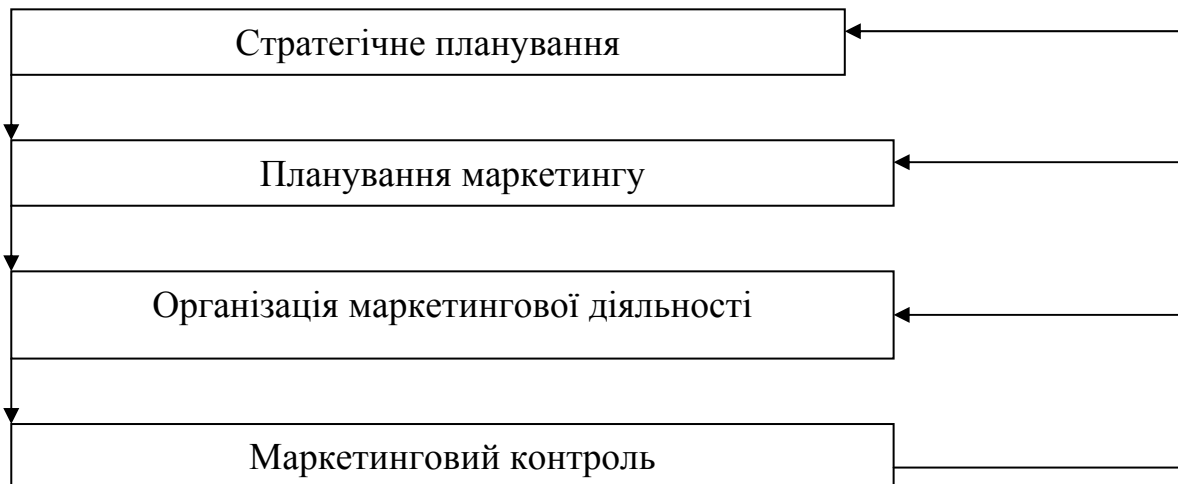 Стратегічне планування
Планування маркетингу
Організація маркетингової діяльності
Маркетинговий контроль